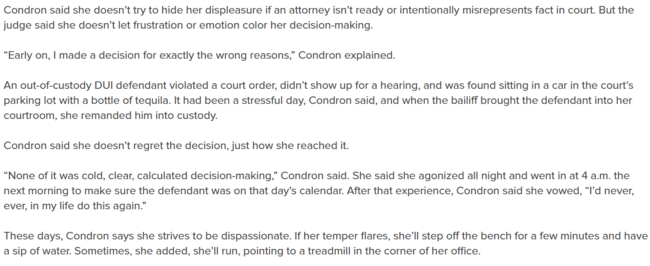 Condron said she doesn't try to hide her displeasure if an attorney isn't ready or intentionally misrepresents fact in court. But the
judge said she doesn't let frustration or emotion color her decision-making.
“Early on, I made a decision for exactly the wrong reasons,” Condron explained.
An out-of-custody DUI defendant violated a court order, didn't show up for a hearing, and was found sitting in a car in the court's
parking lot with a bottle of tequila. It had been a stressful day, Condron said, and when the bailiff brought the defendant into her
courtroom, she remanded him into custody.
Condron said she doesn't regret the decision, just how she reached it.
“None of it was cold, clear, calculated decision-making,” Condron said. She said she agonized all night and went in at 4 a.m. the
next morning to make sure the defendant was on that day's calendar. After that experience, Condron said she vowed, “I'd never,
ever, in my life do this again.”
These days, Condron says she strives to be dispassionate. If her temper flares, she'll step off the bench for a few minutes and have
a sip of water. Sometimes, she added, she'll run, pointing to a treadmill in the corner of her office.